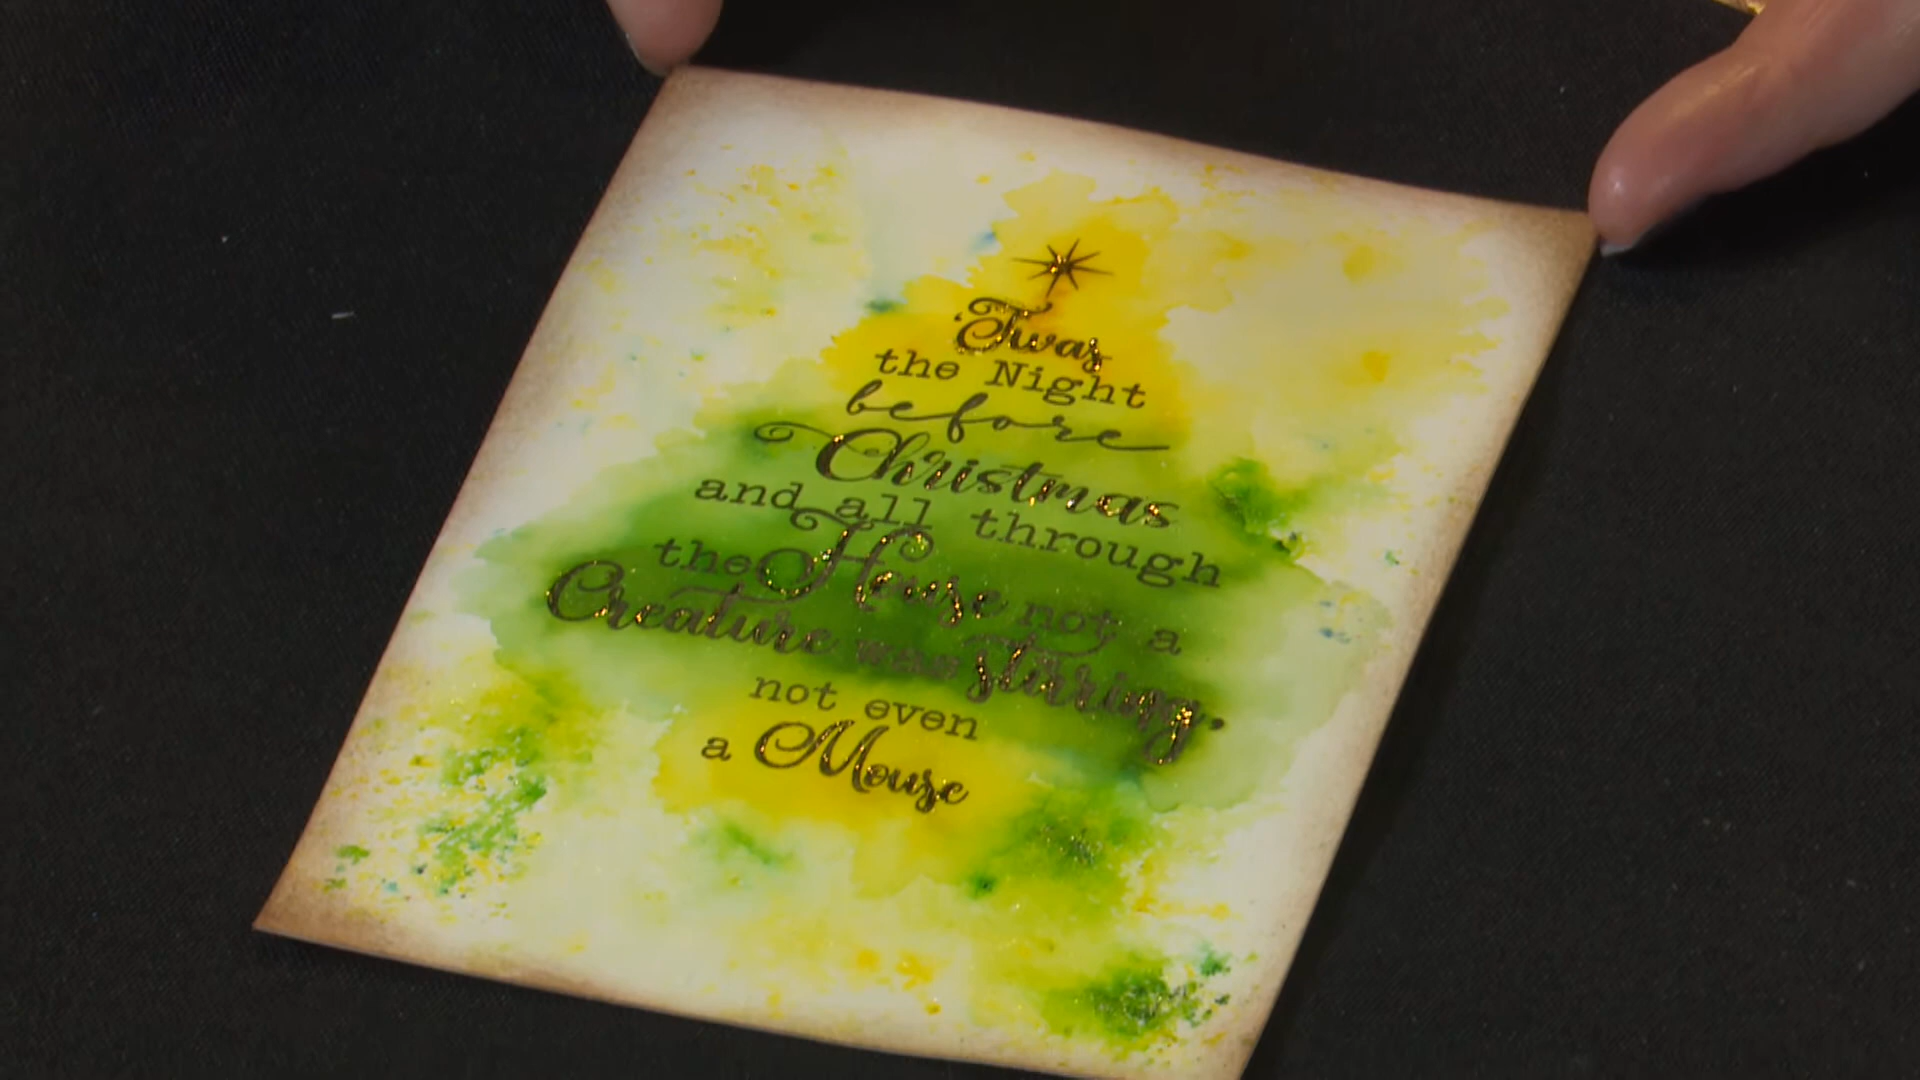 'Twas
the Night
before
Christmas
and all through
the House not a
Creature was stirring,
not even
a Mouse